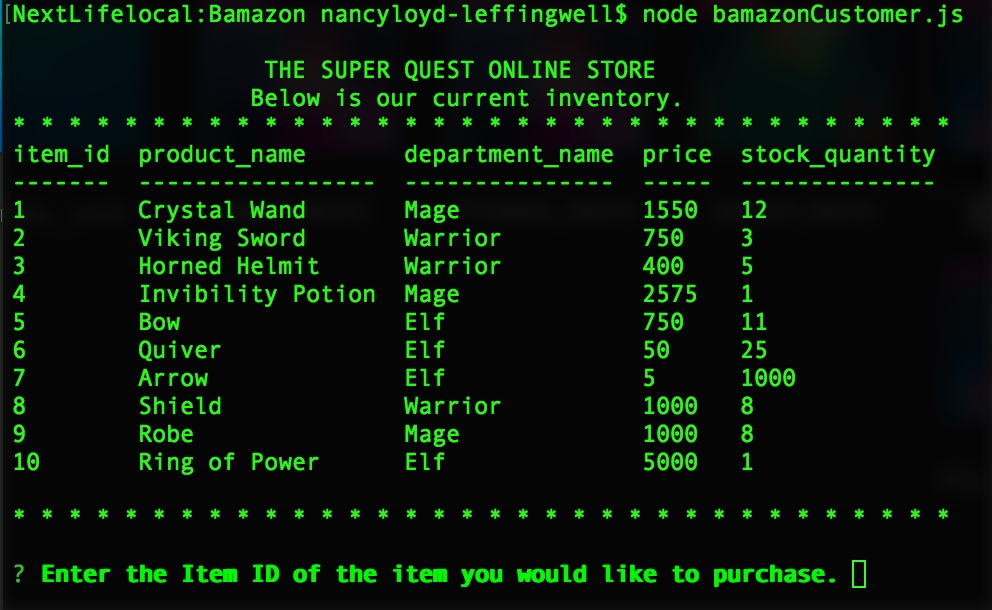 [NextLifelocal:Bamazon nancyloyd-leffingwell$ node bamazonCustomer.js
THE SUPER QUEST ONLINE STORE
Below is our current inventory.
* * * * * * * * * * * * * * * * * * * * * * * * * * * * * * * * * *
item_id  product_name       department_name  price  stock_quantity
-------  -----------------  ---------------  -----  --------------
1        Crystal Wand       Mage             1550   12
2        Viking Sword       Warrior          750    3
3        Horned Helmit      Warrior          400    5
4        Invibility Potion  Mage             2575   1
5        Bow                Elf              750    11
6        Quiver             Elf              50     25
7        Arrow              Elf              5      1000
8        Shield             Warrior          1000   8
9        Robe               Mage             1000   8
10       Ring of Power      Elf              5000   1
* * * * * * * * * * * * * * * * * * * * * * * * * * * * * * * * * *
? Enter the Item ID of the item you would like to purchase.